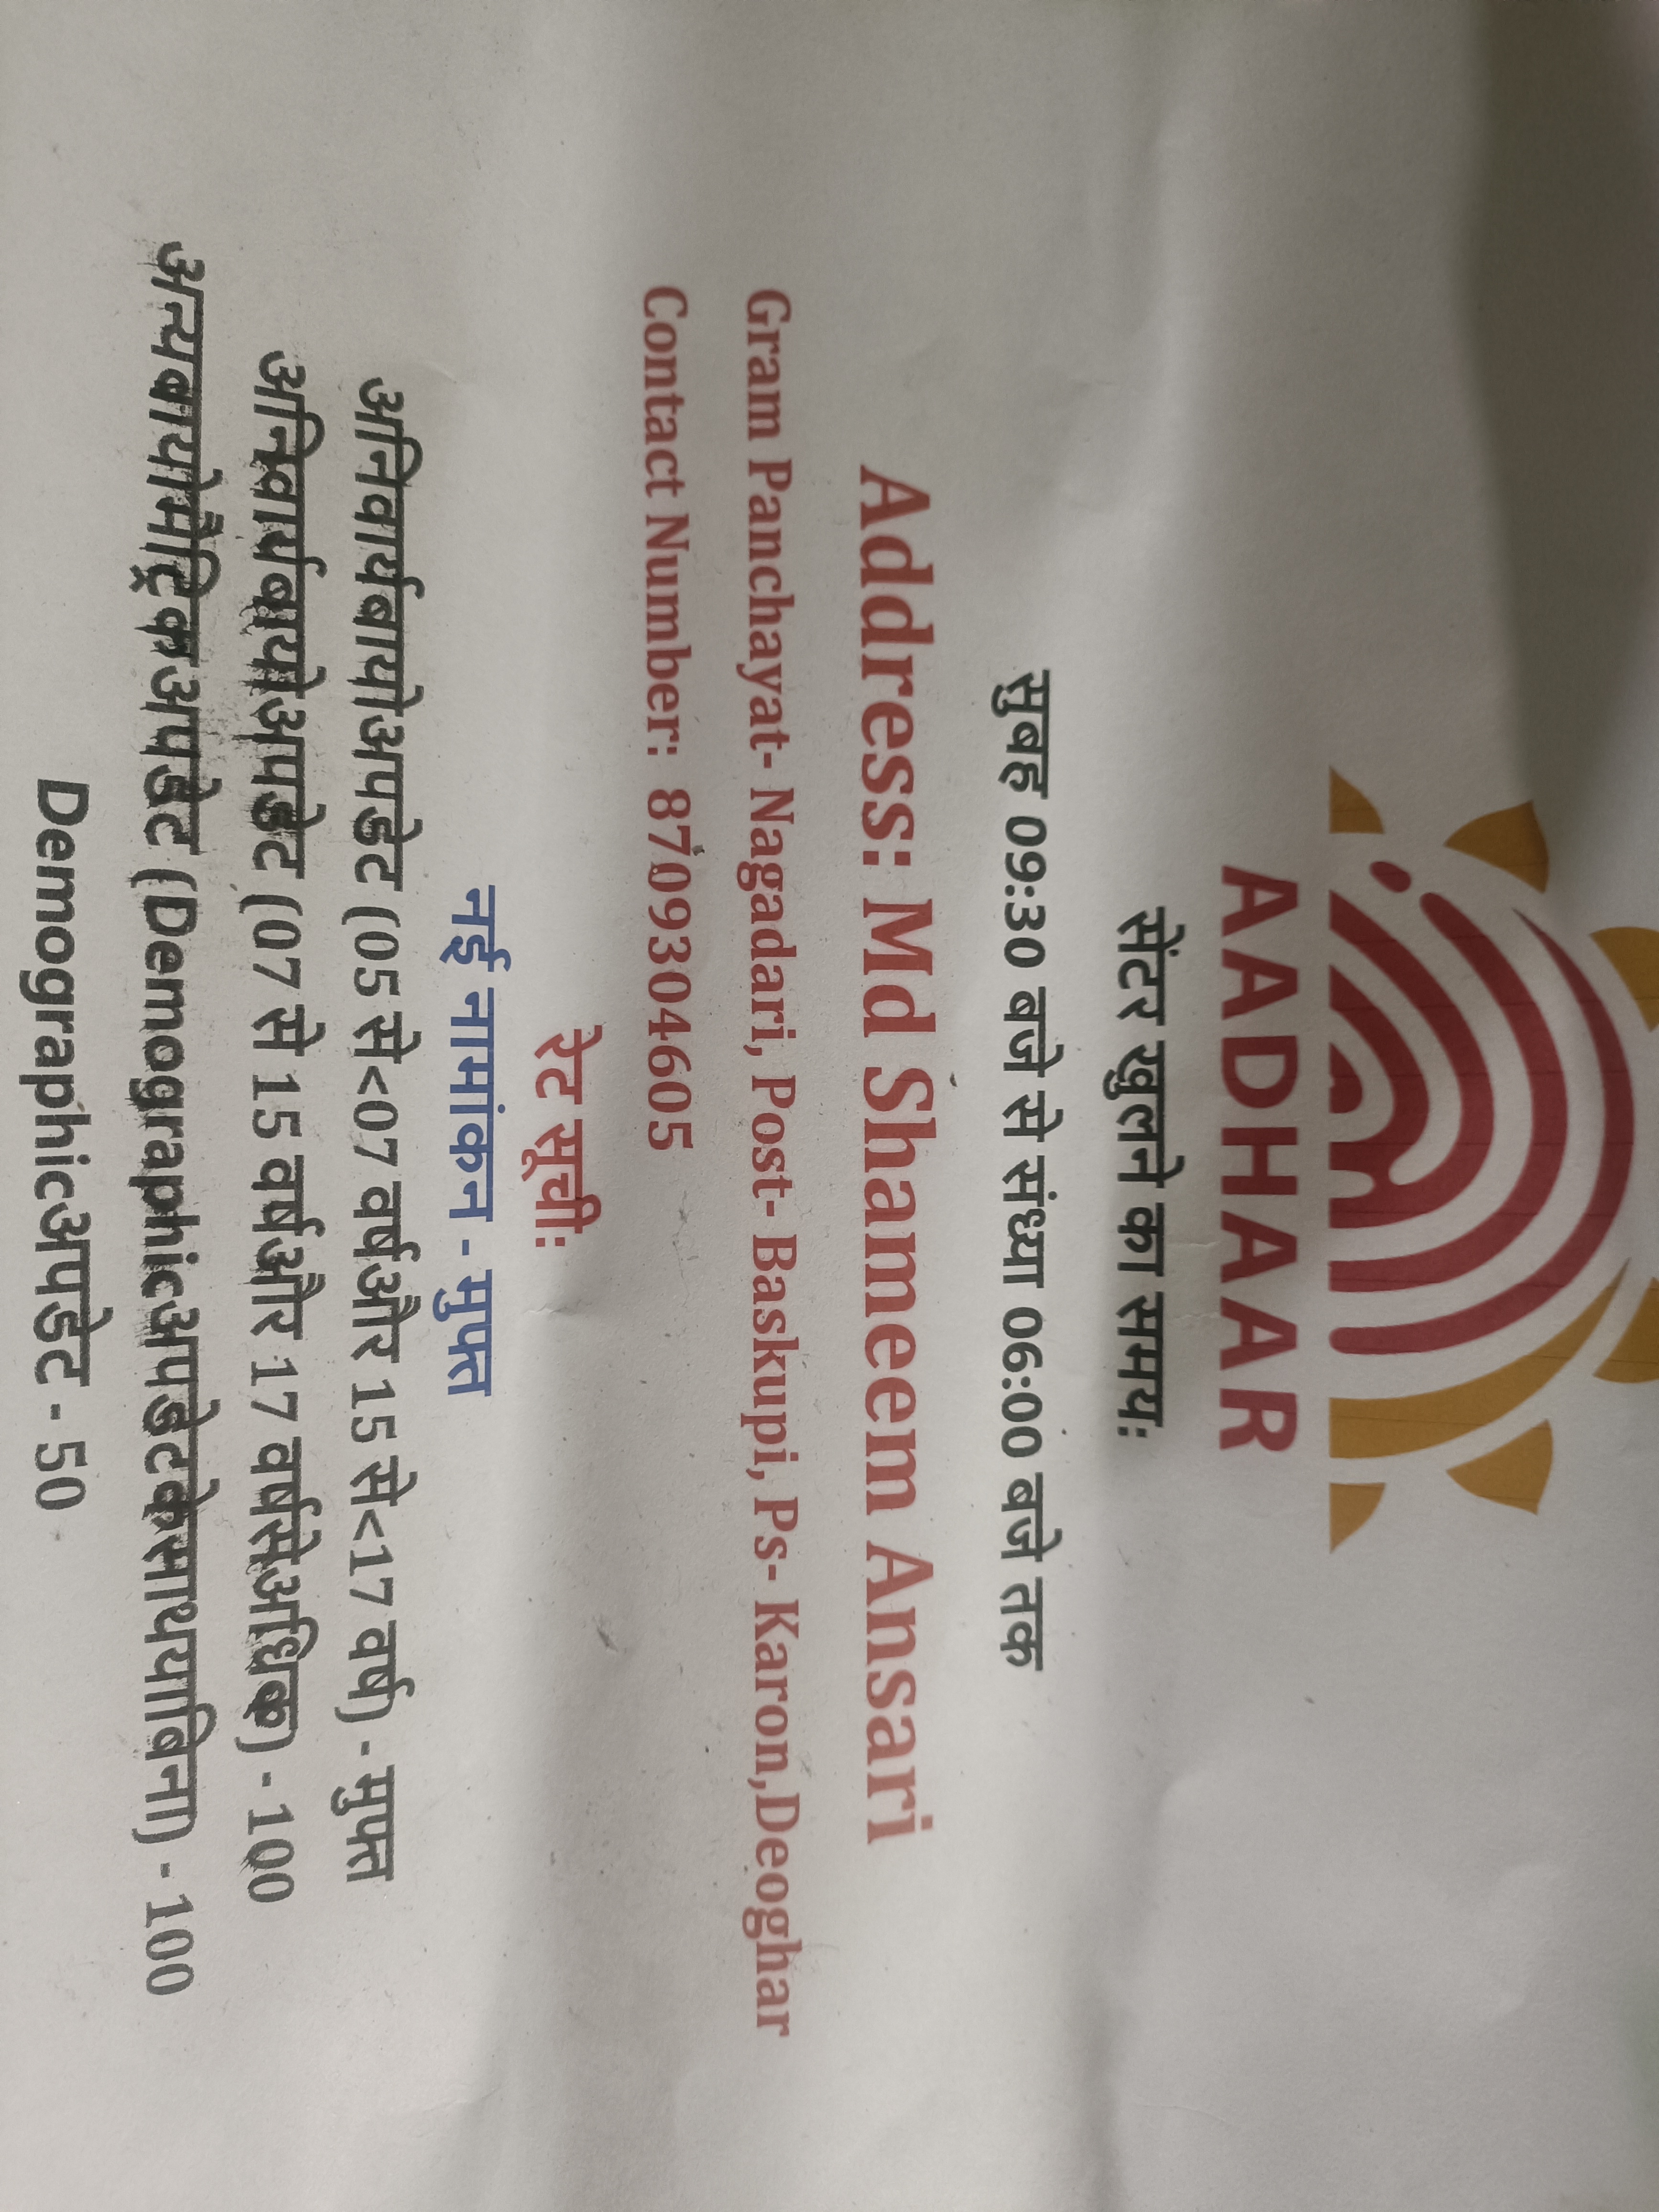 AADHAAR
सेंटर खुलने का समय:
सुबह 09:30 बजे से संध्या 06:00 बजे तक
Address: Md Shameem Ansari
Gram Panchayat- Nagadari, Post- Baskupi, Ps- Karon,Deoghar
Contact Number: 8709304605
रेट सूची:
नई नामांकन - मुफ्त
अनिवार्यबायोअपडेट (05 से<07 वर्षऔर 15 से<17 वर्ष) - मुफ्त
अनिवार्यबायोअपडेट (07 से 15 वर्षऔर 17 वर्षसेअधिक) - 100
अन्यबायोमैट्रिकअपडेट (Demographicअपडेटकेसाथयाबिना) - 100
Demographicअपडेट - 50